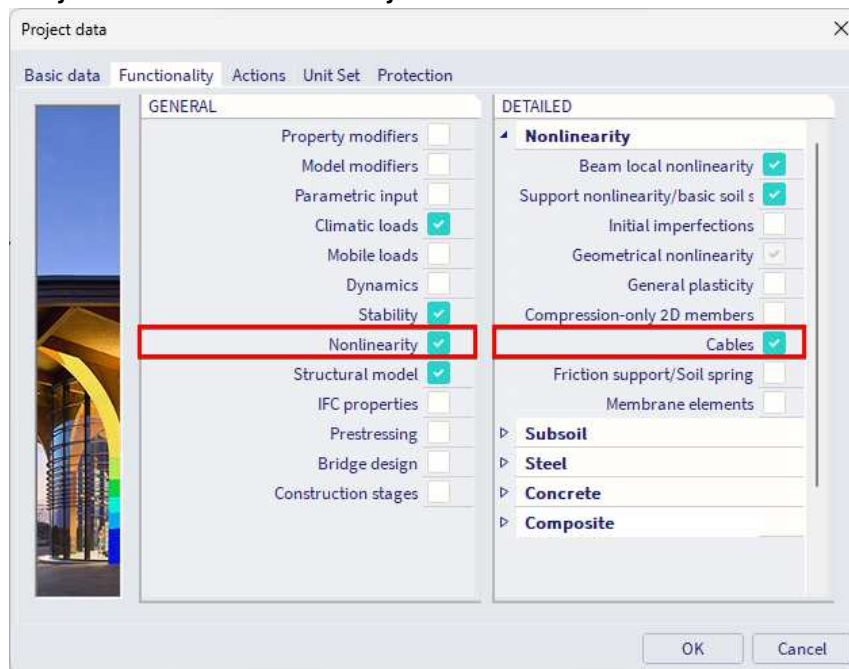 Project data
Basic data Functionality Actions Unit Set Protection
GENERAL
Property modifiers
Model modifiers
Parametric input
Climatic loads
Mobile loads
Dynamics
Stability
Nonlinearity
Structural model
IFC properties
Prestressing
Bridge design
Construction stages
DETAILED
Nonlinearity
Beam local nonlinearity
Support nonlinearity/basic soil s
Initial imperfections
Geometrical nonlinearity
General plasticity
Compression-only 2D members
Cables
Friction support/Soil spring
Membrane elements
Subsoil
Steel
Concrete
Composite
OK Cancel